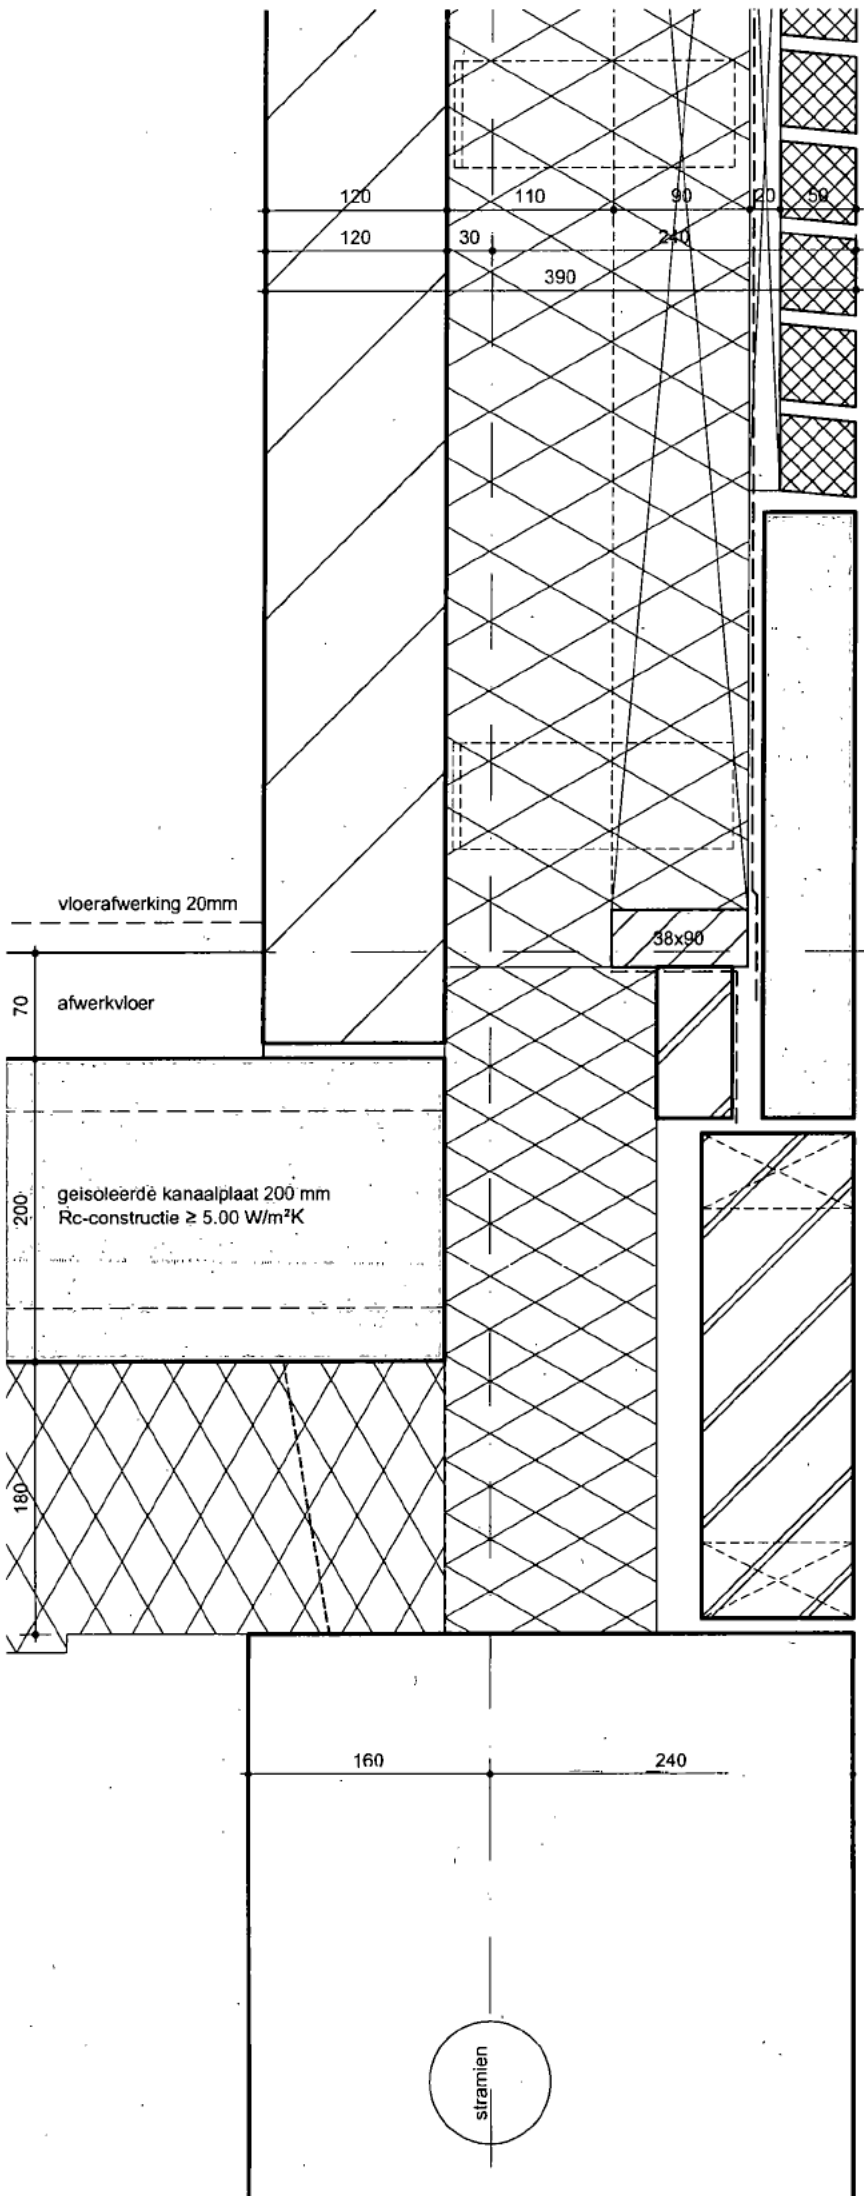 120 110 90 20 50
120 30 240
390
vloerafwerking 20mm
38x90
70
afwerkvloer
200
geisoleerde kanaalplaat 200 mm
Rc-constructie ≥ 5.00 W/m²K
180
160 240
stramien